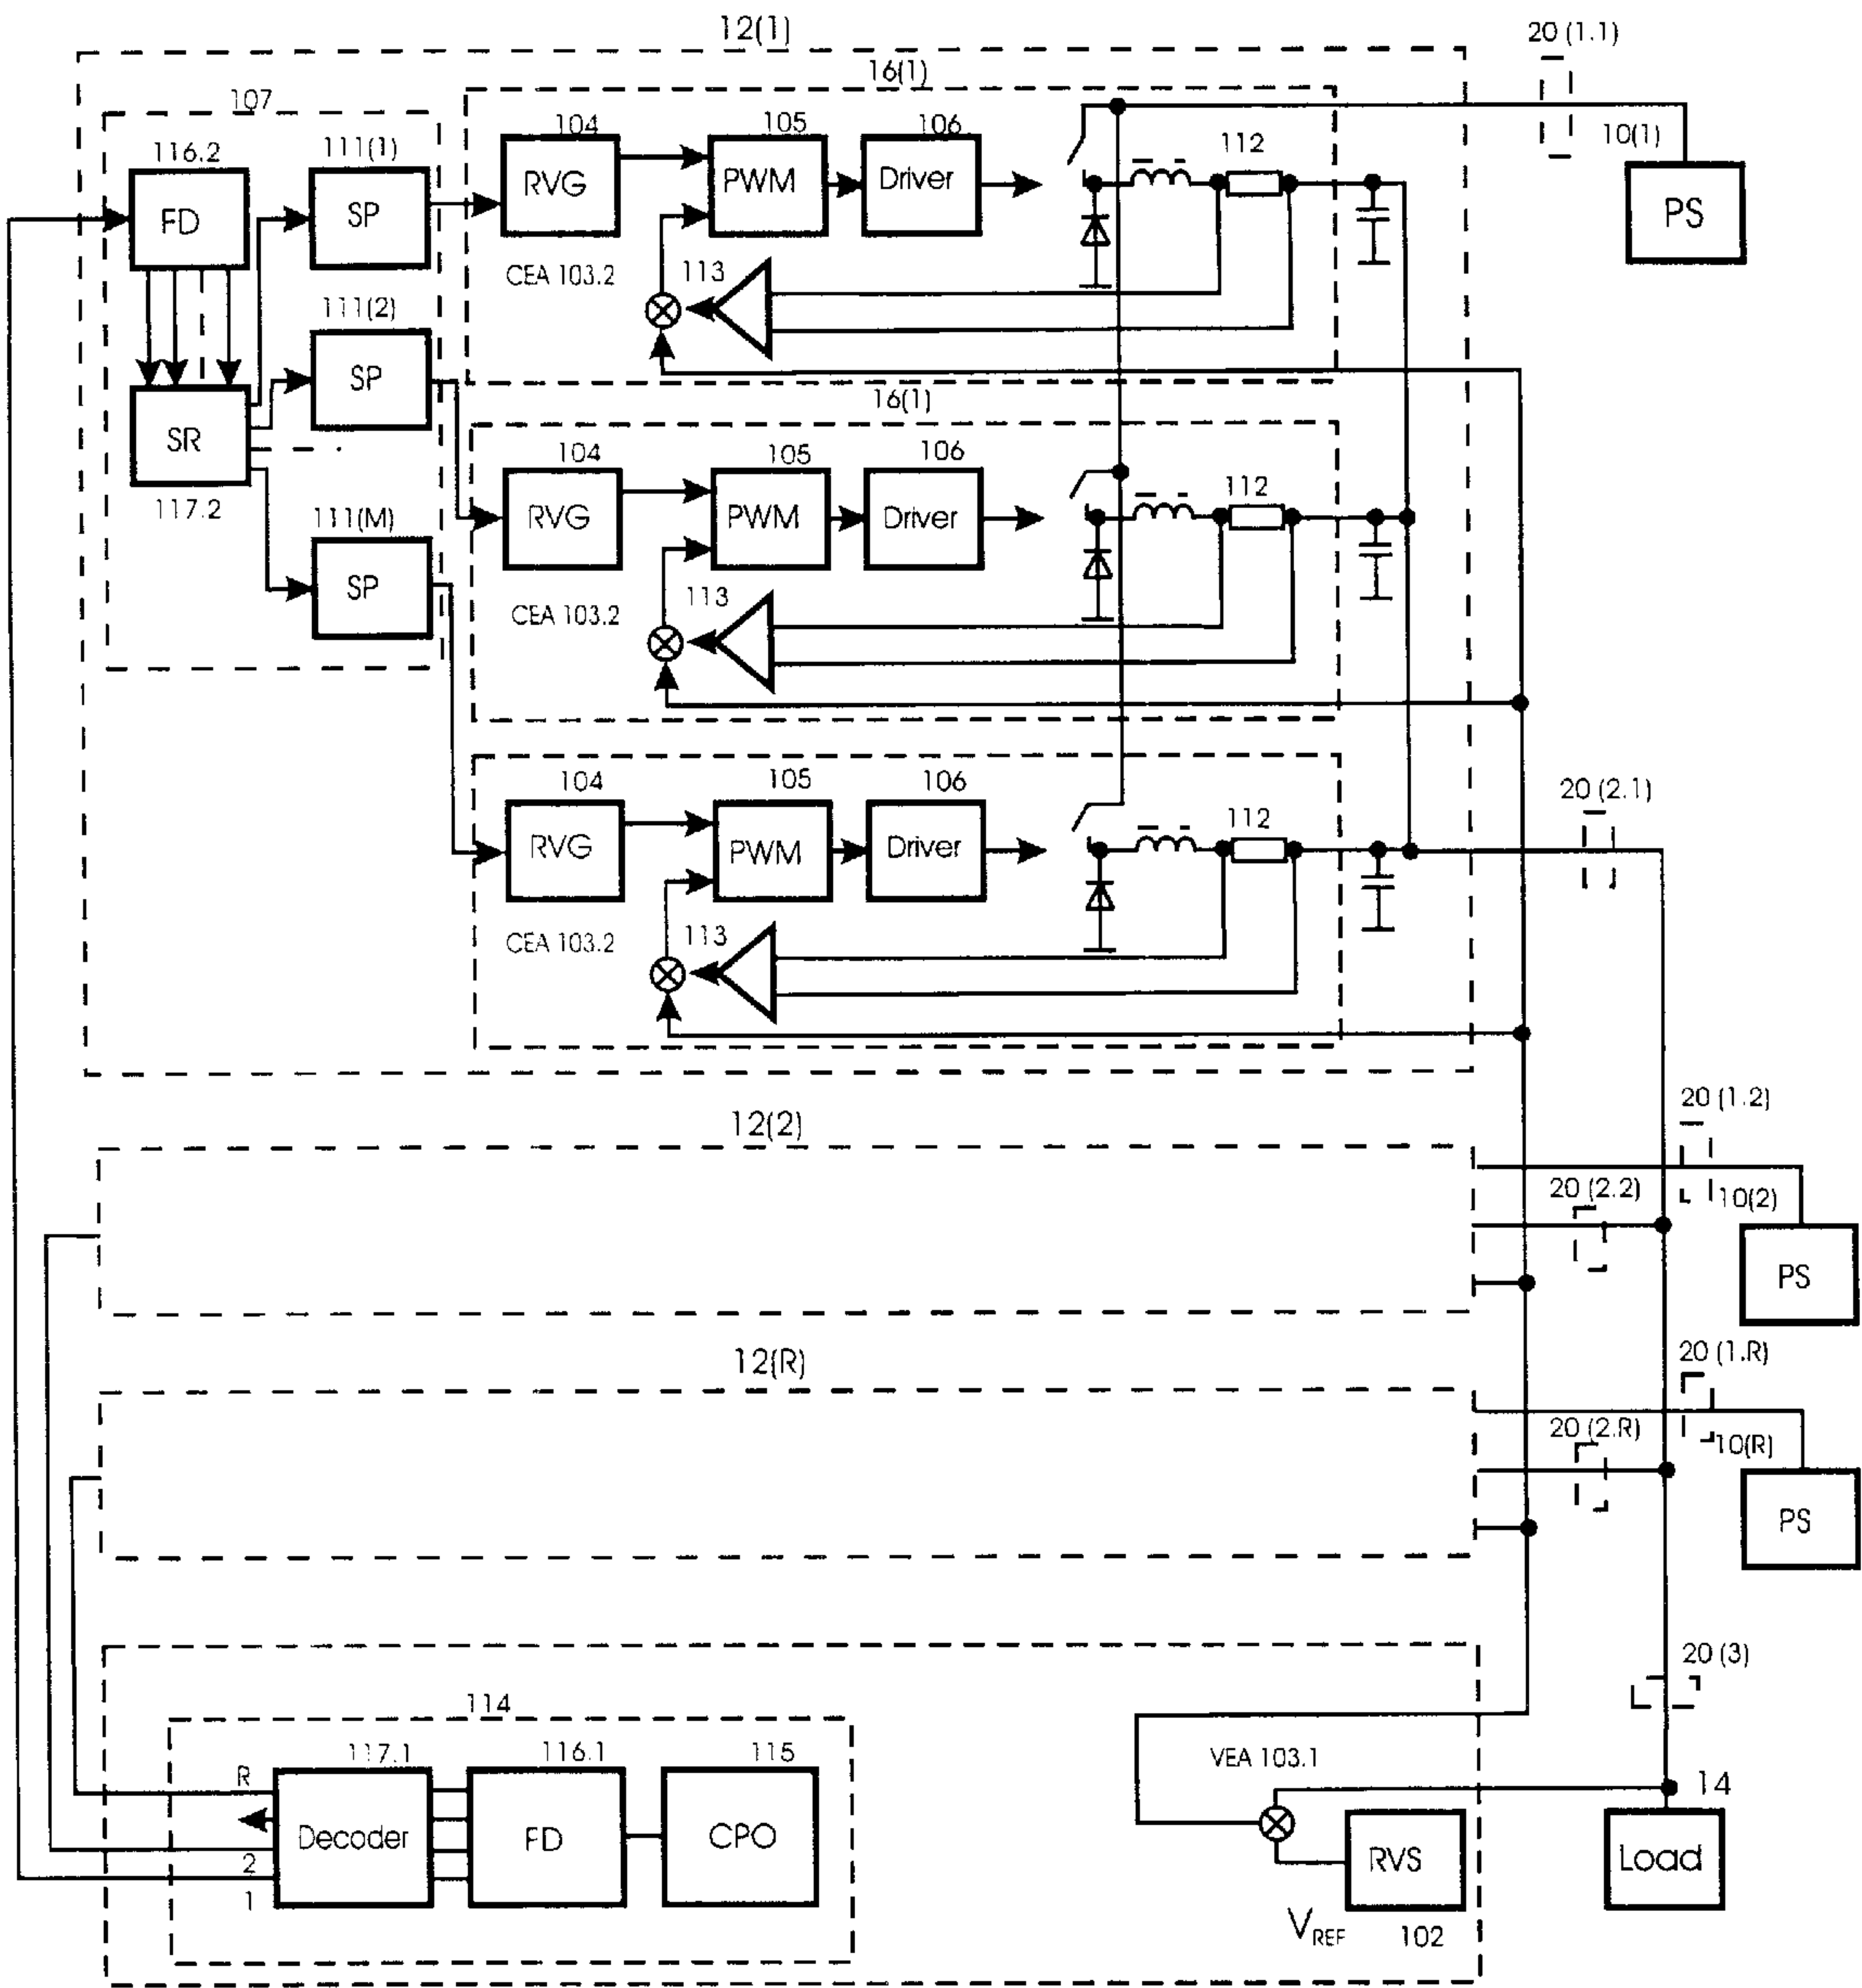 12(1)
20 (1.1)
107
16(1)
116.2
111(1)
104
105
106
112
10(1)
FD
SP
RVG
PWM
Driver
PS
CEA 103.2
113
111(2)
SP
16(1)
SR
104
105
106
112
117.2
111(M)
RVG
PWM
Driver
SP
CEA 103.2
113
104
105
106
112
20 (2.1)
RVG
PWM
Driver
CEA 103.2
113
12(2)
20 (1.2)
20 (2.2)
10(2)
PS
12(R)
20 (1.R)
20 (2.R)
10(R)
PS
20 (3)
114
117.1
116.1
115
VEA 103.1
14
R
Decoder
FD
CPO
RVS
Load
2
1
VREF
102